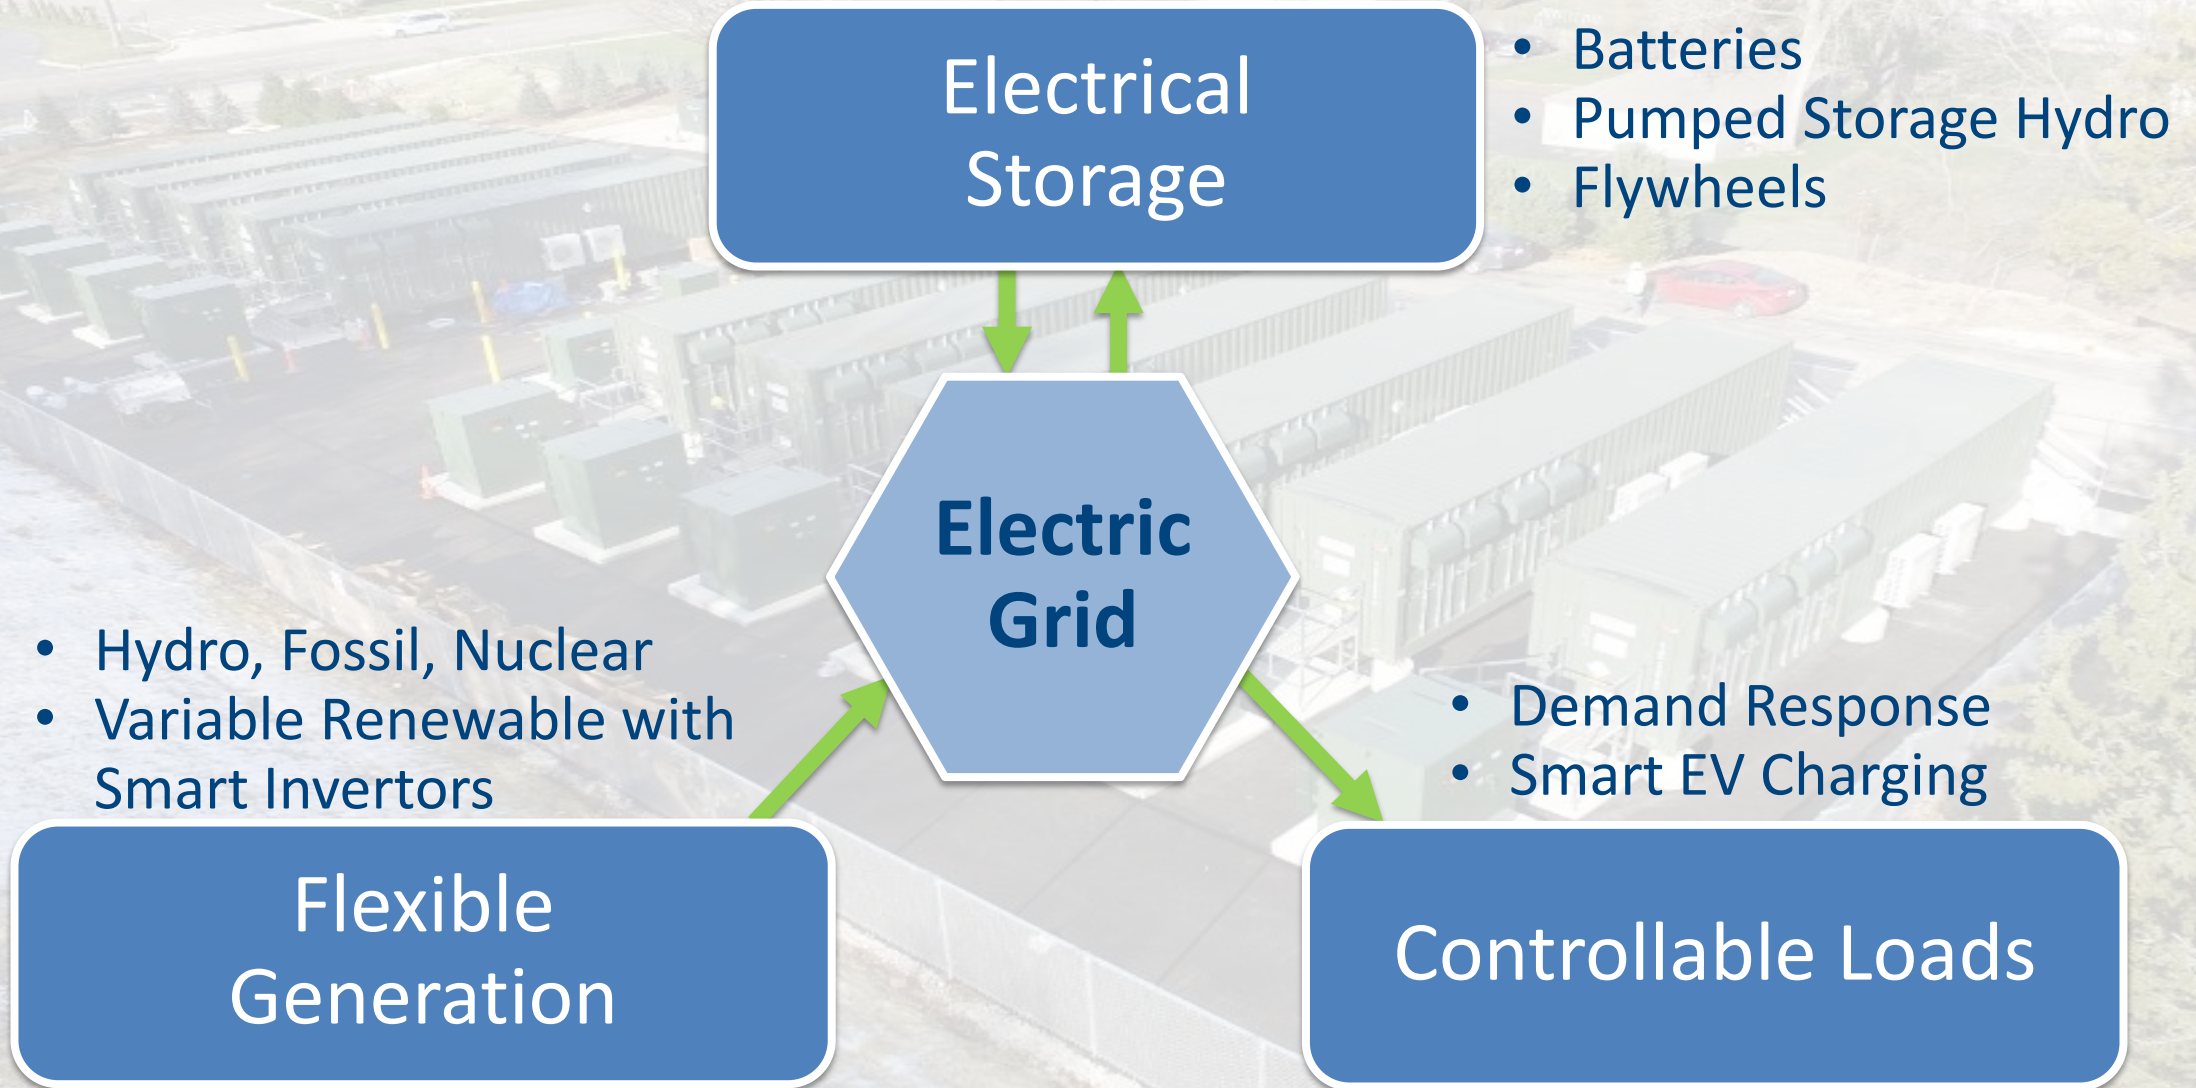 Electrical
Storage
• Batteries
• Pumped Storage Hydro
• Flywheels
Electric
Grid
• Hydro, Fossil, Nuclear
• Variable Renewable with
Smart Invertors
Flexible
Generation
• Demand Response
• Smart EV Charging
Controllable Loads